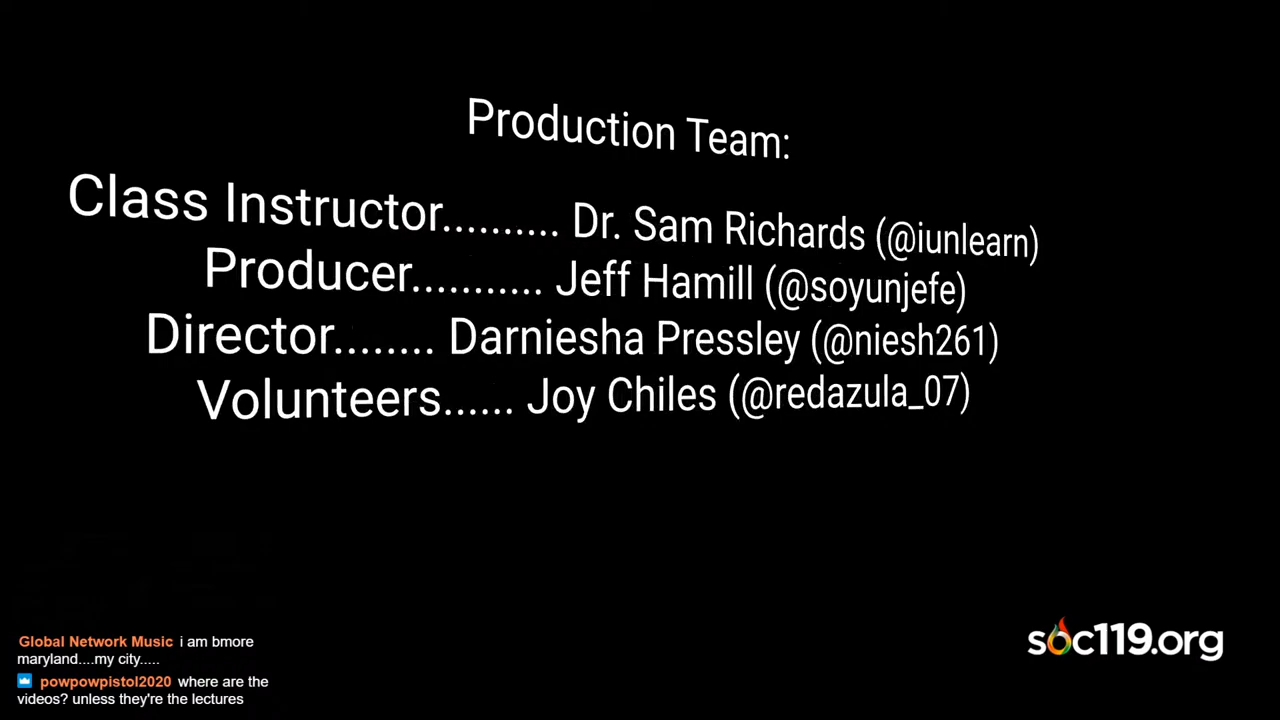 Production Team:
Class Instructor.......... Dr. Sam Richards (@iunlearn)
Producer........... Jeff Hamill (@soyunjefe)
Director........ Darniesha Pressley (@niesh261)
Volunteers...... Joy Chiles (@redazula_07)
Global Network Music i am bmore
maryland....my city.....
powpowpistol2020 where are the
videos? unless they're the lectures
soc119.org